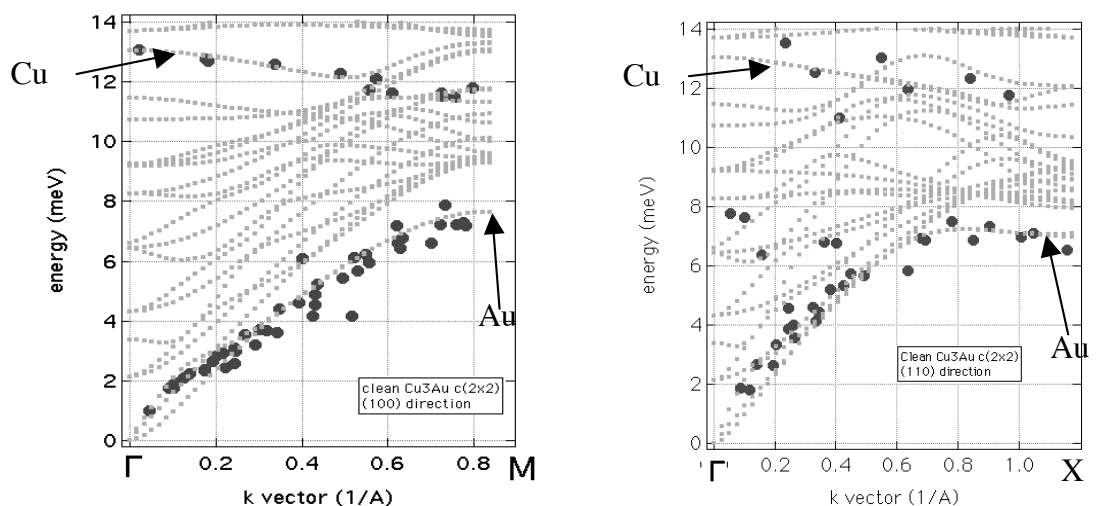 14
12
10
8
6
4
2
0
energy (meV)
Cu
Au
clean Cu3Au c(2x2)
(100) direction
Γ
0.2
0.4
0.6
0.8
M
k vector (1/A)
14
12
10
8
6
4
2
0
energy (meV)
Cu
Au
Clean Cu3Au c(2x2)
(110) direction
Γ
0.2
0.4
0.6
0.8
1.0
X
k vector (1/A)